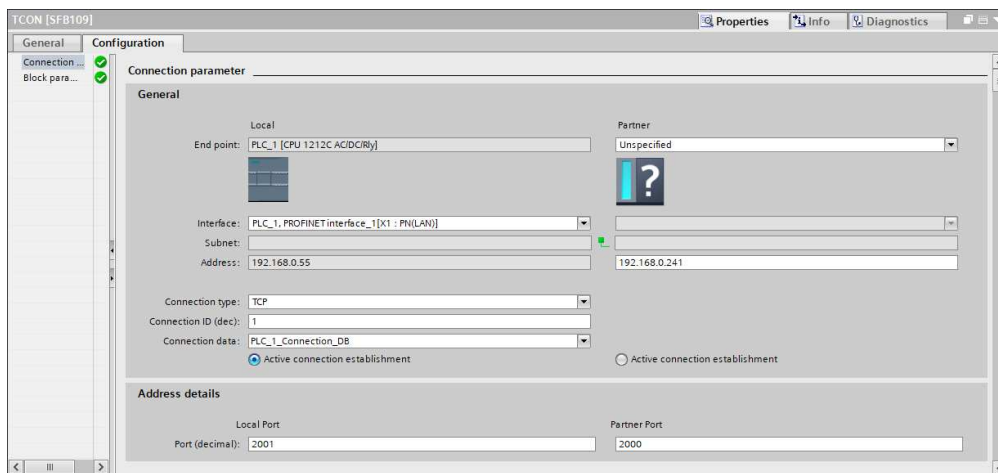 TCON [SFB109]
Properties Info Diagnostics
General Configuration
Connection ...
Block para...
Connection parameter
General
Local Partner
End point: PLC_1 [CPU 1212C AC/DC/Rly] Unspecified
?
Interface: PLC_1, PROFINET interface_1[X1 : PN(LAN)]
Subnet:
Address: 192.168.0.55 192.168.0.241
Connection type: TCP
Connection ID (dec): 1
Connection data: PLC_1_Connection_DB
Active connection establishment Active connection establishment
Address details
Local Port Partner Port
Port (decimal): 2001 2000